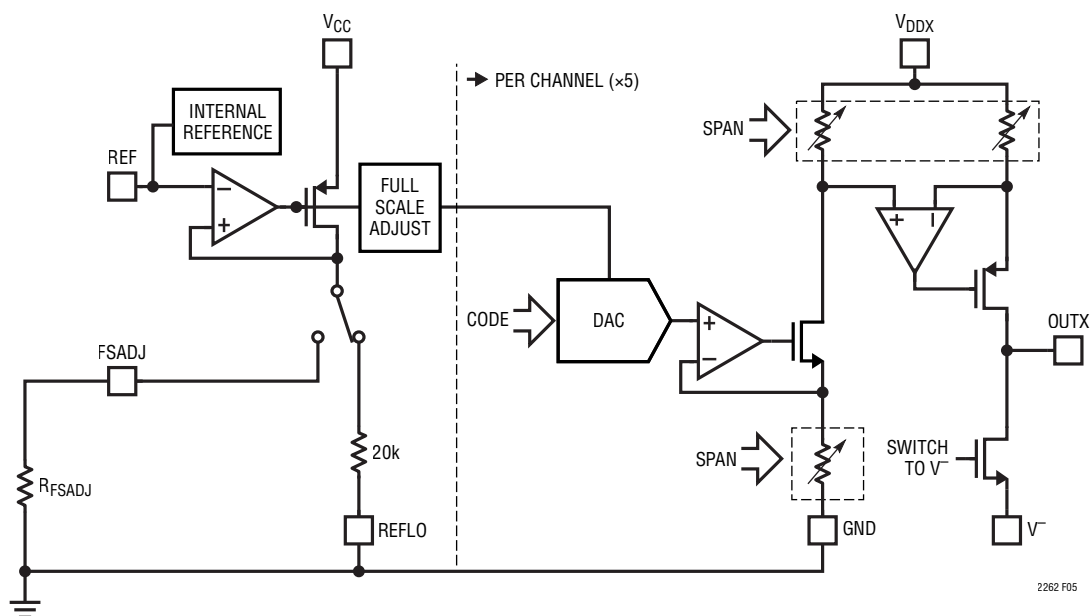 VCC
INTERNAL
REFERENCE
REF
−
+
FULL
SCALE
ADJUST
PER CHANNEL (×5)
VDDX
SPAN
+
−
CODE
DAC
+
−
OUTX
FSADJ
RFSADJ
20k
REFLO
SPAN
GND
SWITCH
TO V−
V−
2262 F05